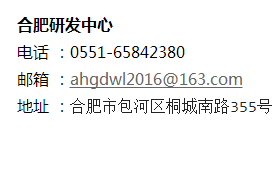 合肥研发中心
电话 ：0551-65842380
邮箱 ：ahgdwl2016@163.com
地址 ：合肥市包河区桐城南路355号